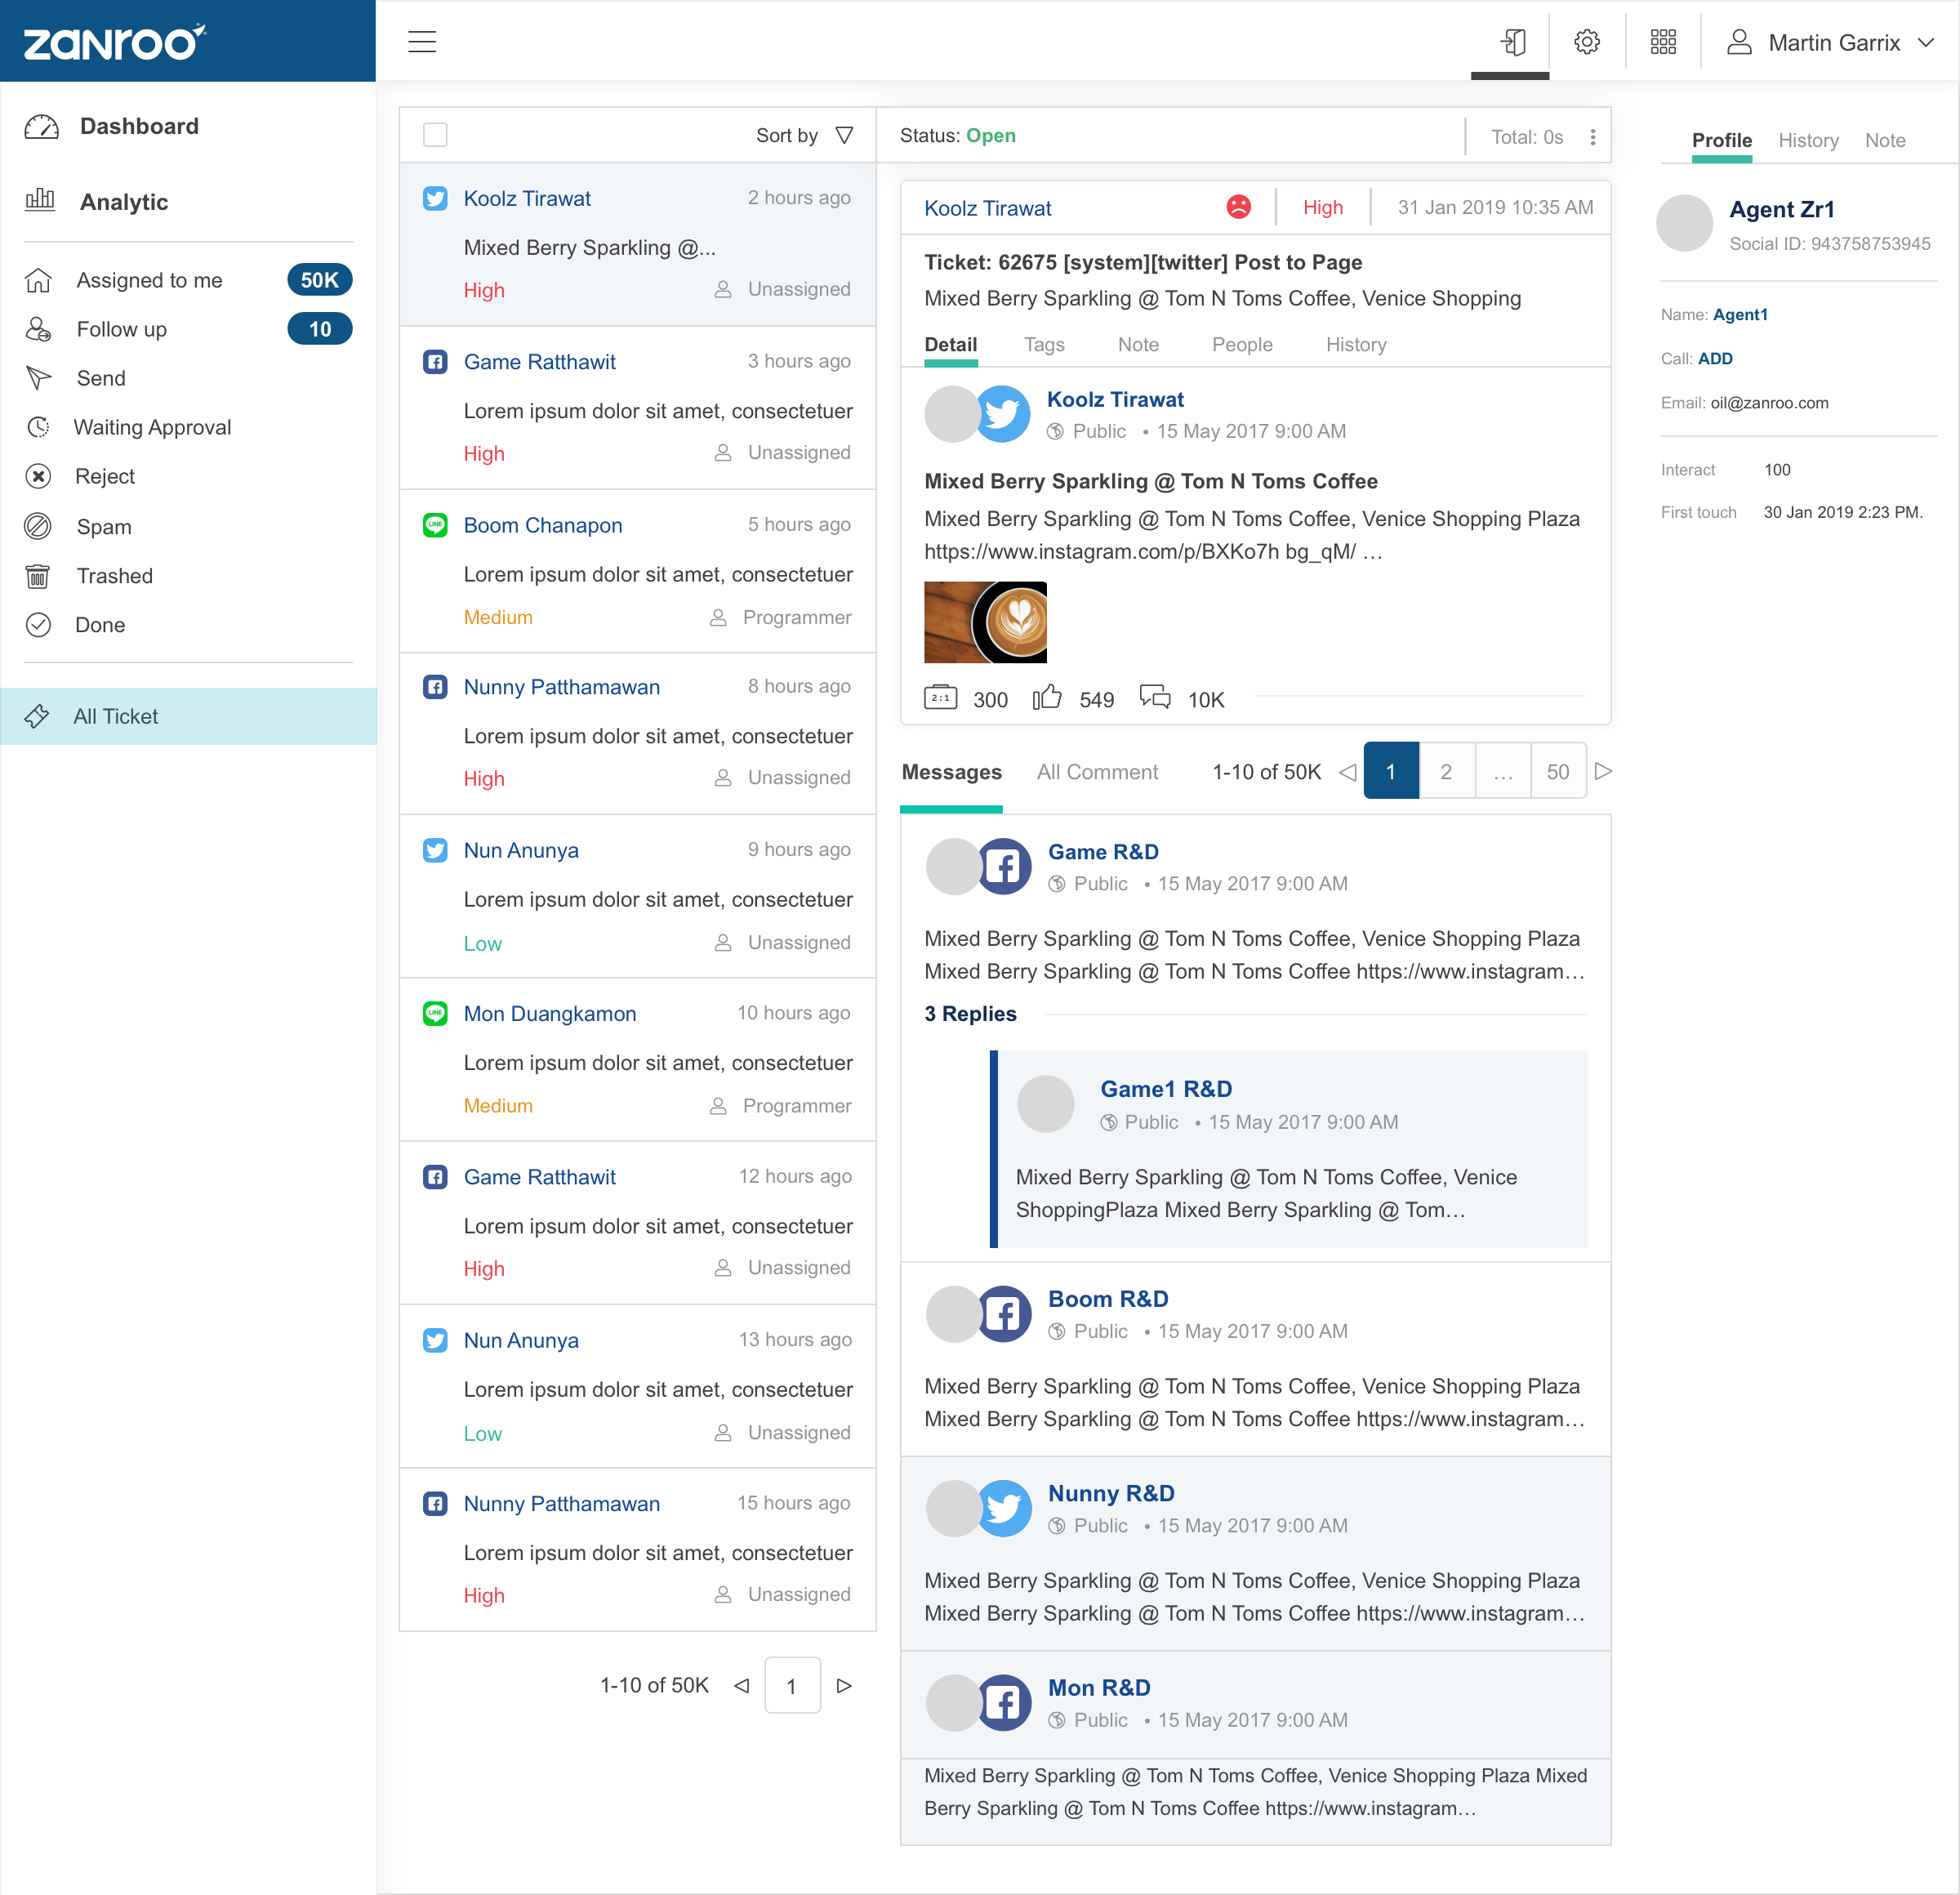 zanroo
Martin Garrix
Dashboard
Analytic
Assigned to me 50K
Follow up 10
Send
Waiting Approval
Reject
Spam
Trashed
Done
All Ticket
Sort by
Koolz Tirawat 2 hours ago
Mixed Berry Sparkling @...
High Unassigned
Game Ratthawit 3 hours ago
Lorem ipsum dolor sit amet, consectetuer
High Unassigned
LINE
Boom Chanapon 5 hours ago
Lorem ipsum dolor sit amet, consectetuer
Medium Programmer
Nunny Patthamawan 8 hours ago
Lorem ipsum dolor sit amet, consectetuer
High Unassigned
Nun Anunya 9 hours ago
Lorem ipsum dolor sit amet, consectetuer
Low Unassigned
LINE
Mon Duangkamon 10 hours ago
Lorem ipsum dolor sit amet, consectetuer
Medium Programmer
Game Ratthawit 12 hours ago
Lorem ipsum dolor sit amet, consectetuer
High Unassigned
Nun Anunya 13 hours ago
Lorem ipsum dolor sit amet, consectetuer
Low Unassigned
Nunny Patthamawan 15 hours ago
Lorem ipsum dolor sit amet, consectetuer
High Unassigned
1-10 of 50K 1
Status: Open Total: 0s
Koolz Tirawat High 31 Jan 2019 10:35 AM
Ticket: 62675 [system][twitter] Post to Page
Mixed Berry Sparkling @ Tom N Toms Coffee, Venice Shopping
Detail Tags Note People History
Koolz Tirawat
Public • 15 May 2017 9:00 AM
Mixed Berry Sparkling @ Tom N Toms Coffee
Mixed Berry Sparkling @ Tom N Toms Coffee, Venice Shopping Plaza
https://www.instagram.com/p/BXKo7h bg_qM/ …
2:1 300 549 10K
Messages All Comment 1-10 of 50K 1 2 … 50
Game R&D
Public • 15 May 2017 9:00 AM
Mixed Berry Sparkling @ Tom N Toms Coffee, Venice Shopping Plaza
Mixed Berry Sparkling @ Tom N Toms Coffee https://www.instagram…
3 Replies
Game1 R&D
Public • 15 May 2017 9:00 AM
Mixed Berry Sparkling @ Tom N Toms Coffee, Venice
ShoppingPlaza Mixed Berry Sparkling @ Tom…
Boom R&D
Public • 15 May 2017 9:00 AM
Mixed Berry Sparkling @ Tom N Toms Coffee, Venice Shopping Plaza
Mixed Berry Sparkling @ Tom N Toms Coffee https://www.instagram…
Nunny R&D
Public • 15 May 2017 9:00 AM
Mixed Berry Sparkling @ Tom N Toms Coffee, Venice Shopping Plaza
Mixed Berry Sparkling @ Tom N Toms Coffee https://www.instagram…
Mon R&D
Public • 15 May 2017 9:00 AM
Mixed Berry Sparkling @ Tom N Toms Coffee, Venice Shopping Plaza Mixed
Berry Sparkling @ Tom N Toms Coffee https://www.instagram…
Profile History Note
Agent Zr1
Social ID: 943758753945
Name: Agent1
Call: ADD
Email: oil@zanroo.com
Interact 100
First touch 30 Jan 2019 2:23 PM.